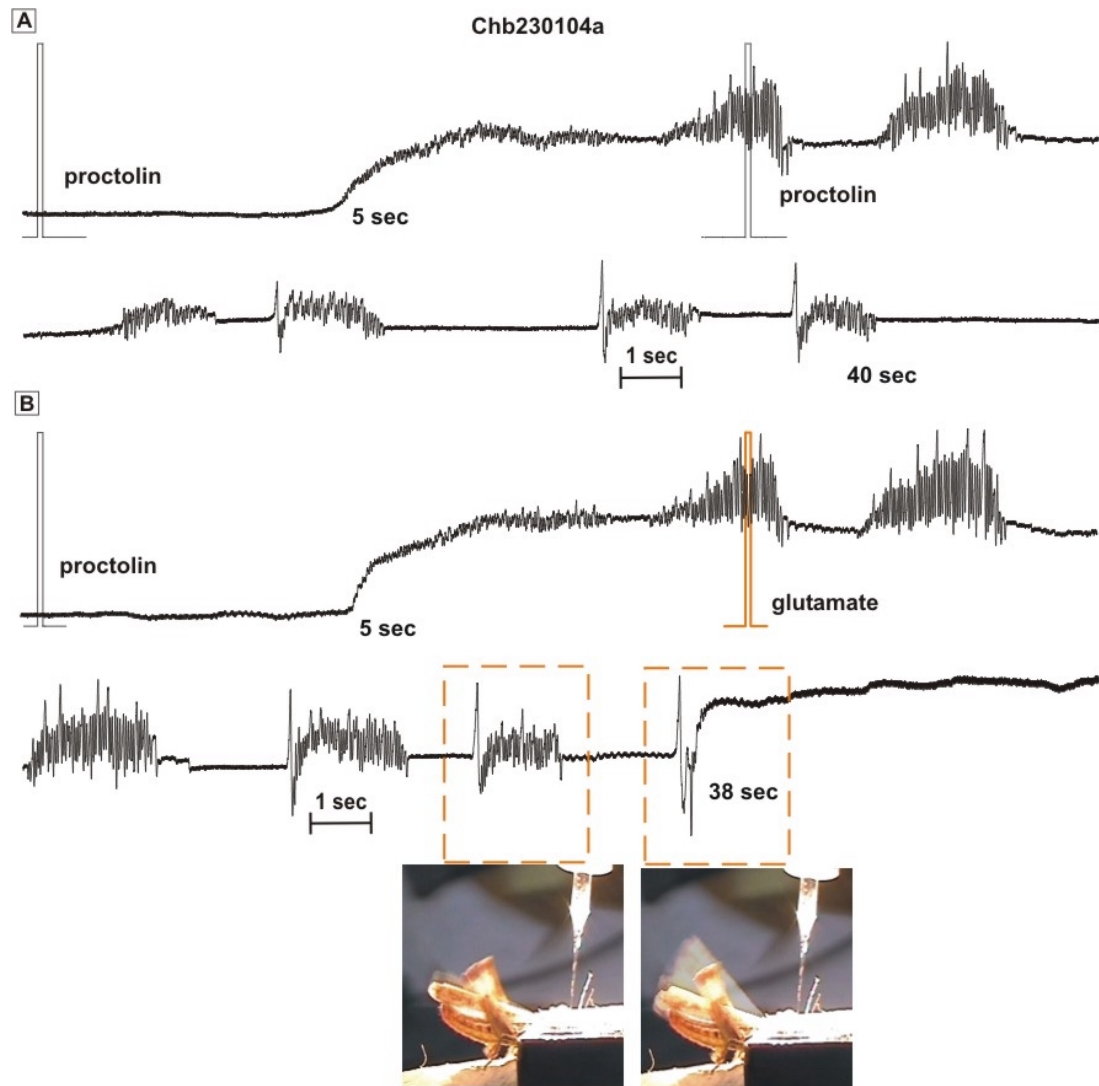 A
Chb230104a
proctolin
5 sec
proctolin
1 sec
40 sec
B
proctolin
5 sec
glutamate
1 sec
38 sec